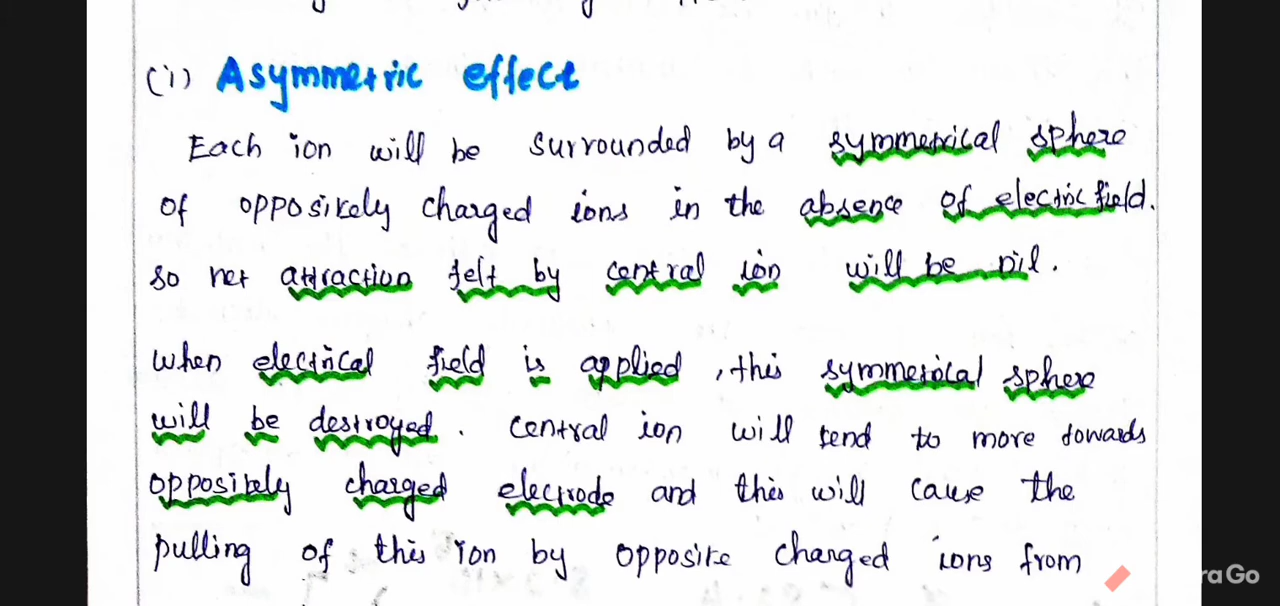 (i) Asymmetric effect
Each ion will be surrounded by a symmetrical sphere
of oppositely charged ions in the absence of electric field.
so net attraction felt by central ion will be nil.
when electrical field is applied, this symmetrical sphere
will be destroyed. central ion will tend to more towards
oppositely charged electrode and this will cause the
pulling of this ion by opposite charged ions from
raGo